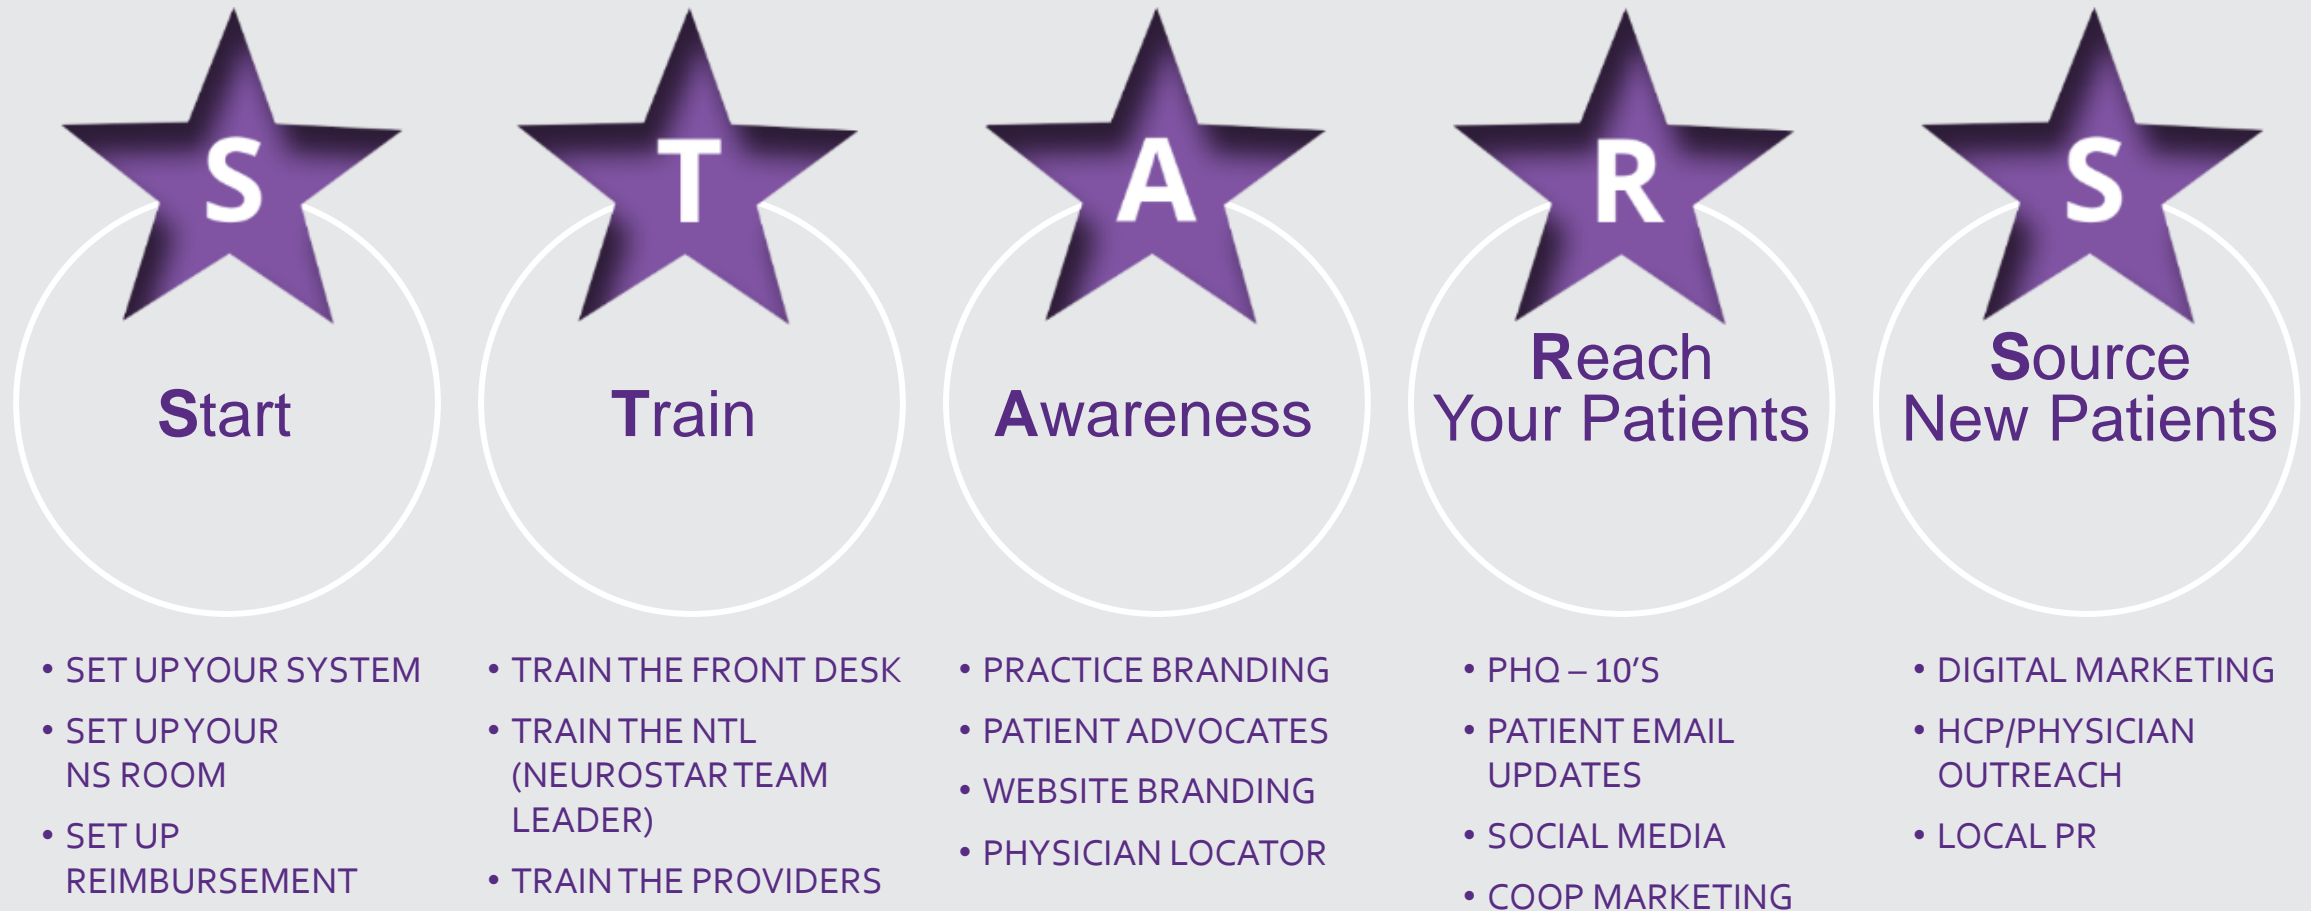 S
Start
• SET UP YOUR SYSTEM
• SET UP YOUR
NS ROOM
• SET UP
REIMBURSEMENT
T
Train
• TRAIN THE FRONT DESK
• TRAIN THE NTL
(NEUROSTAR TEAM
LEADER)
• TRAIN THE PROVIDERS
A
Awareness
• PRACTICE BRANDING
• PATIENT ADVOCATES
• WEBSITE BRANDING
• PHYSICIAN LOCATOR
R
Reach
Your Patients
• PHQ – 10'S
• PATIENT EMAIL
UPDATES
• SOCIAL MEDIA
• COOP MARKETING
S
Source
New Patients
• DIGITAL MARKETING
• HCP/PHYSICIAN
OUTREACH
• LOCAL PR